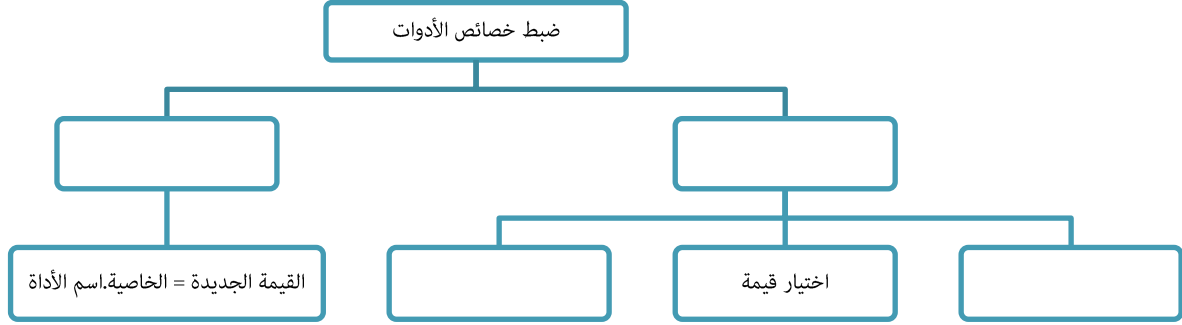 ضبط خصائص الأدوات
اختيار قيمة
القيمة الجديدة = الخاصية.اسم الأداة